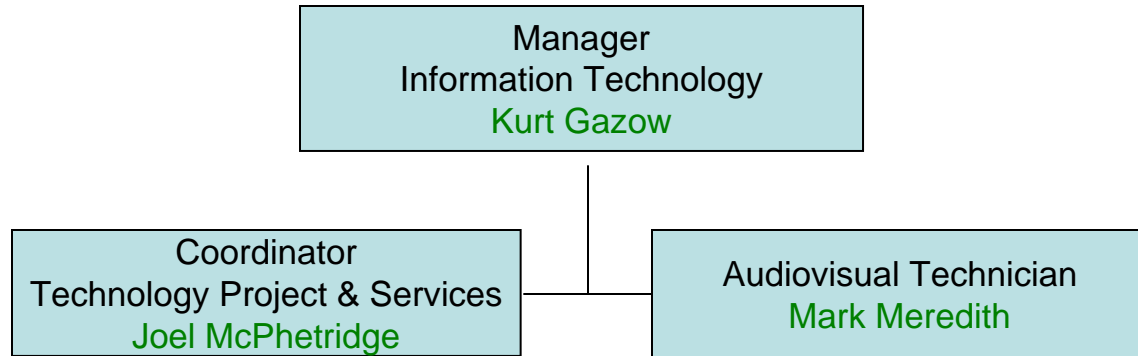 Manager
Information Technology
Kurt Gazow
Coordinator
Technology Project & Services
Joel McPhetridge
Audiovisual Technician
Mark Meredith